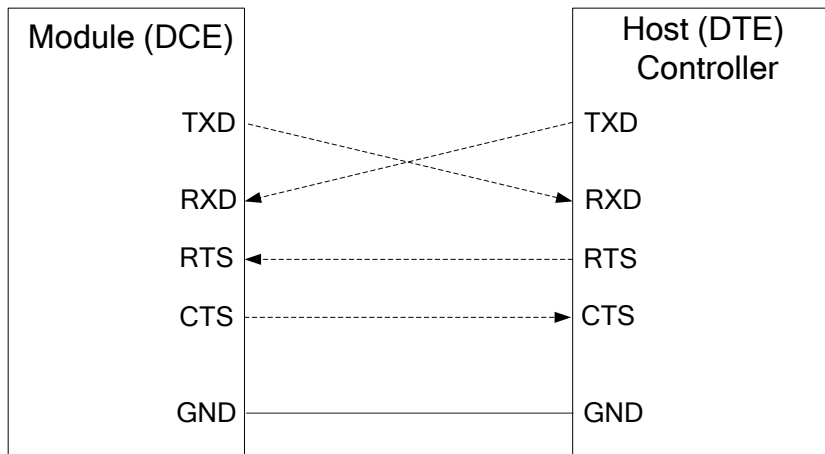 Module (DCE)
Host (DTE)
Controller
TXD
TXD
RXD
RXD
RTS
RTS
CTS
CTS
GND
GND